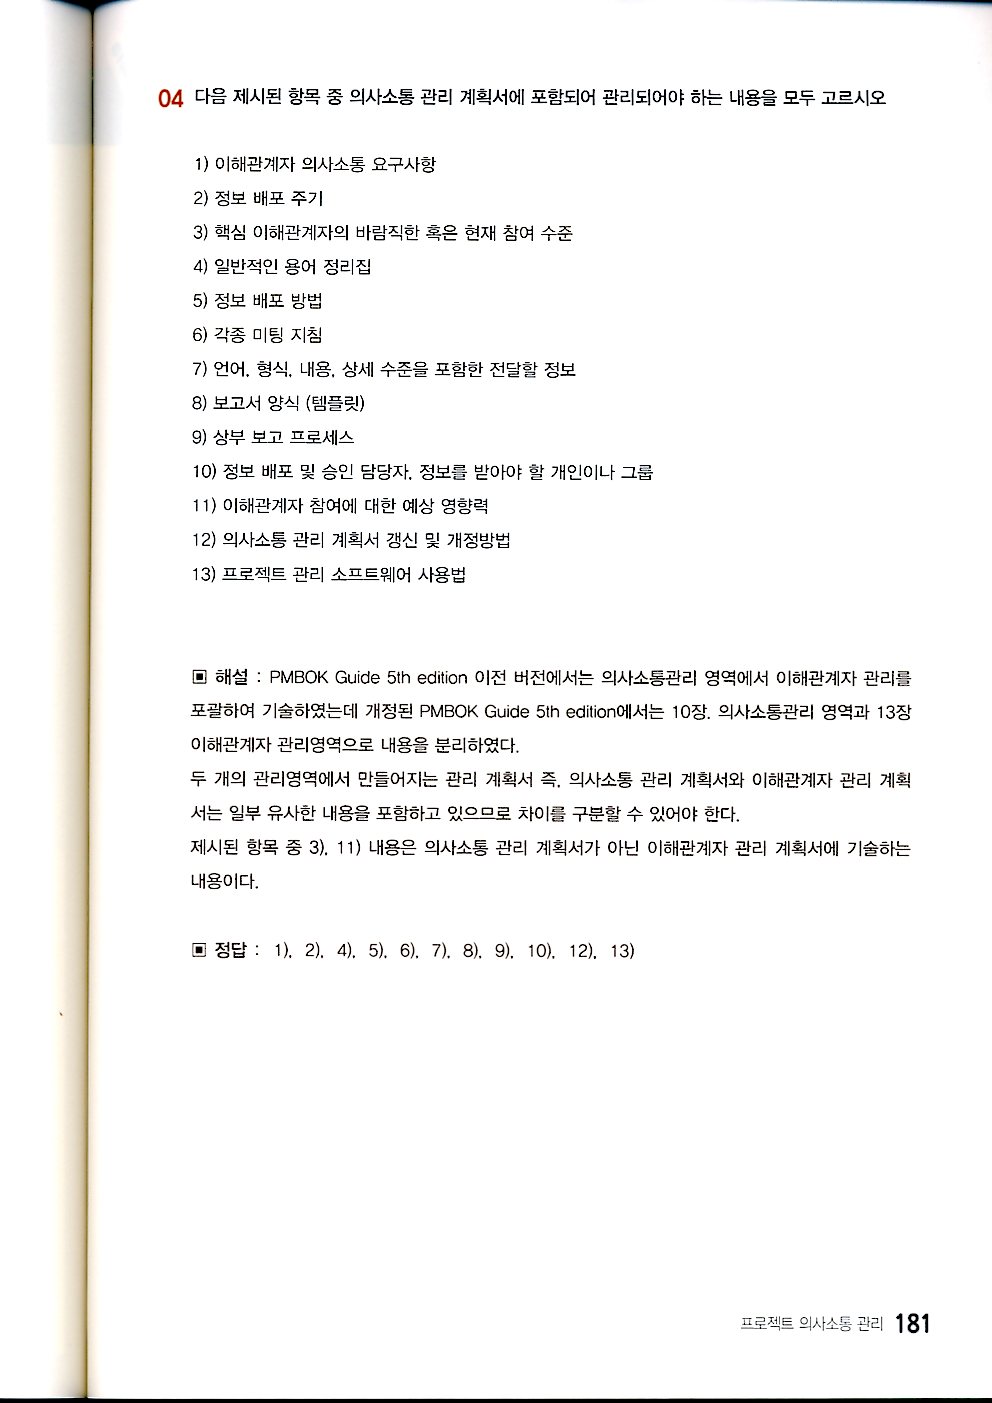 04 다음 제시된 항목 중 의사소통 관리 계획서에 포함되어 관리되어야 하는 내용을 모두 고르시오
1) 이해관계자 의사소통 요구사항
2) 정보 배포 주기
3) 핵심 이해관계자의 바람직한 혹은 현재 참여 수준
4) 일반적인 용어 정리집
5) 정보 배포 방법
6) 각종 미팅 지침
7) 언어, 형식, 내용, 상세 수준을 포함한 전달할 정보
8) 보고서 양식 (템플릿)
9) 상부 보고 프로세스
10) 정보 배포 및 승인 담당자, 정보를 받아야 할 개인이나 그룹
11) 이해관계자 참여에 대한 예상 영향력
12) 의사소통 관리 계획서 갱신 및 개정방법
13) 프로젝트 관리 소프트웨어 사용법
▣ 해설 : PMBOK Guide 5th edition 이전 버전에서는 의사소통관리 영역에서 이해관계자 관리를
포괄하여 기술하였는데 개정된 PMBOK Guide 5th edition에서는 10장. 의사소통관리 영역과 13장
이해관계자 관리영역으로 내용을 분리하였다.
두 개의 관리영역에서 만들어지는 관리 계획서 즉, 의사소통 관리 계획서와 이해관계자 관리 계획
서는 일부 유사한 내용을 포함하고 있으므로 차이를 구분할 수 있어야 한다.
제시된 항목 중 3), 11) 내용은 의사소통 관리 계획서가 아닌 이해관계자 관리 계획서에 기술하는
내용이다.
▣ 정답 : 1), 2), 4), 5), 6), 7), 8), 9), 10), 12), 13)
프로젝트 의사소통 관리 181